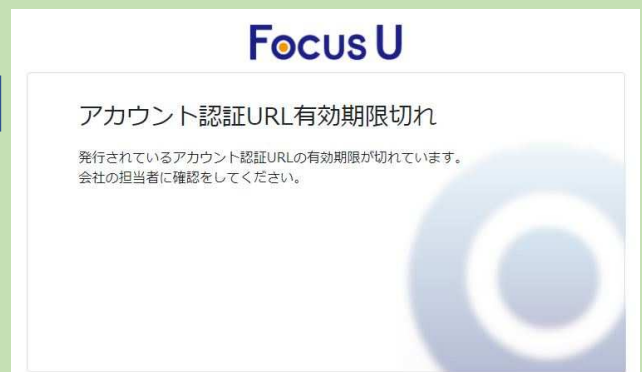 Focus U
アカウント認証URL有効期限切れ
発行されているアカウント認証URLの有効期限が切れています。
会社の担当者に確認をしてください。